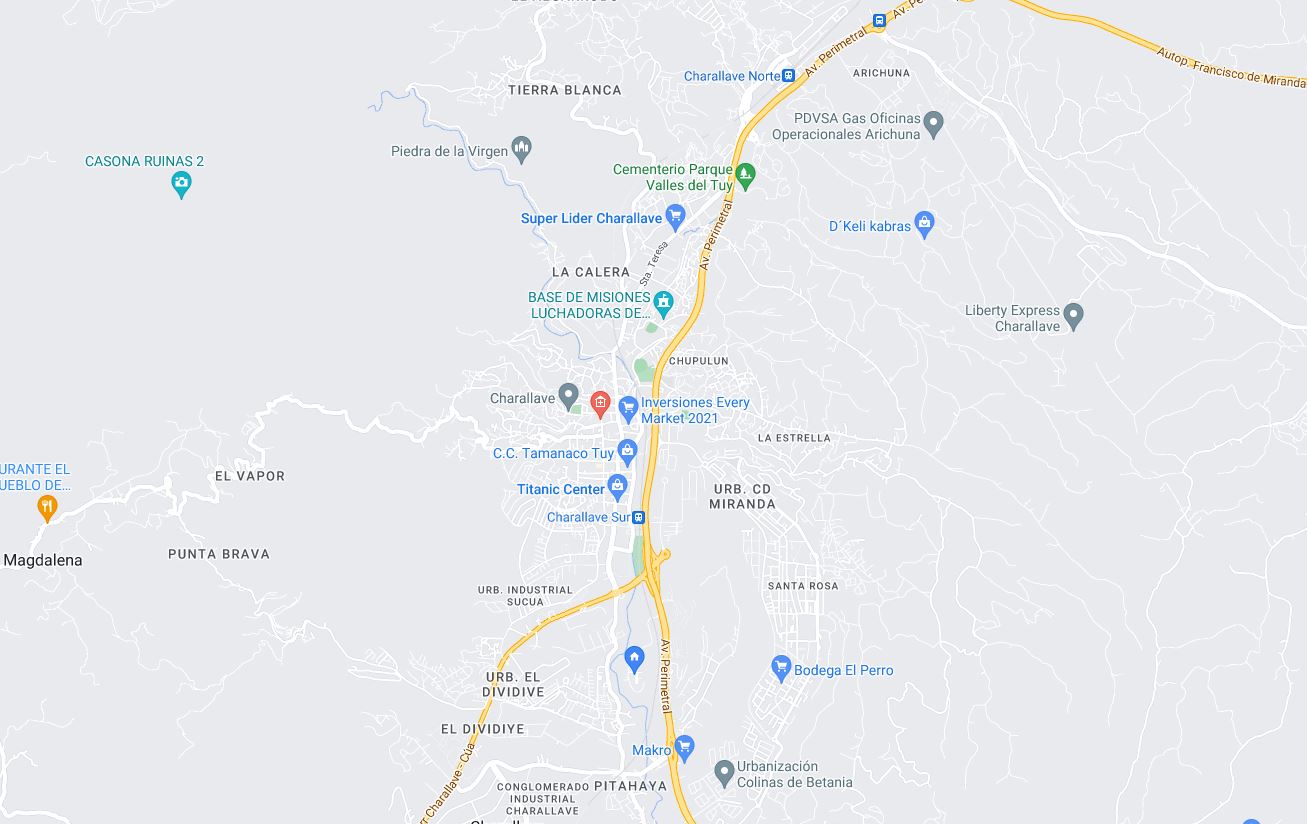 Av. Pe
Autop. Francisco de Miranda
Av. Perimetral
Charallave Norte
ARICHUNA
TIERRA BLANCA
PDVSA Gas Oficinas
Operacionales Arichuna
Piedra de la Virgen
CASONA RUINAS 2
Cementerio Parque
Valles del Tuy
Super Lider Charallave
D´Keli kabras
Av. Perimetral
Sta. Teresa
LA CALERA
BASE DE MISIONES
LUCHADORAS DE...
Liberty Express
Charallave
CHUPULUN
Charallave
Inversiones Every
Market 2021
LA ESTRELLA
C.C. Tamanaco Tuy
URANTE EL
UEBLO DE...
EL VAPOR
Titanic Center
URB. CD
MIRANDA
Charallave Sur
Magdalena
PUNTA BRAVA
URB. INDUSTRIAL
SUCUA
SANTA ROSA
Av. Perimetral
Bodega El Perro
URB. EL
DIVIDIVE
EL DIVIDIYE
Makro
rr Charallave - Cúa
Urbanización
Colinas de Betania
CONGLOMERADO
INDUSTRIAL
CHARALLAVE
PITAHAYA